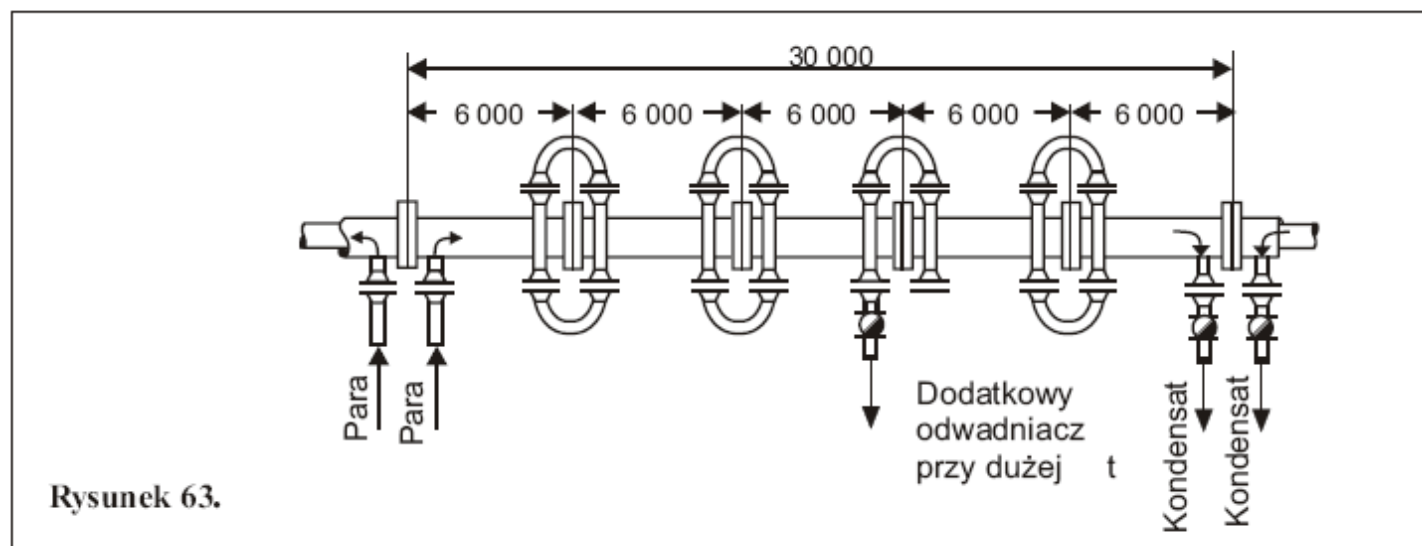 30 000
6 000 6 000 6 000 6 000 6 000
Para
Para
Dodatkowy
odwadniacz
przy dużej t
Kondensat
Kondensat
Rysunek 63.